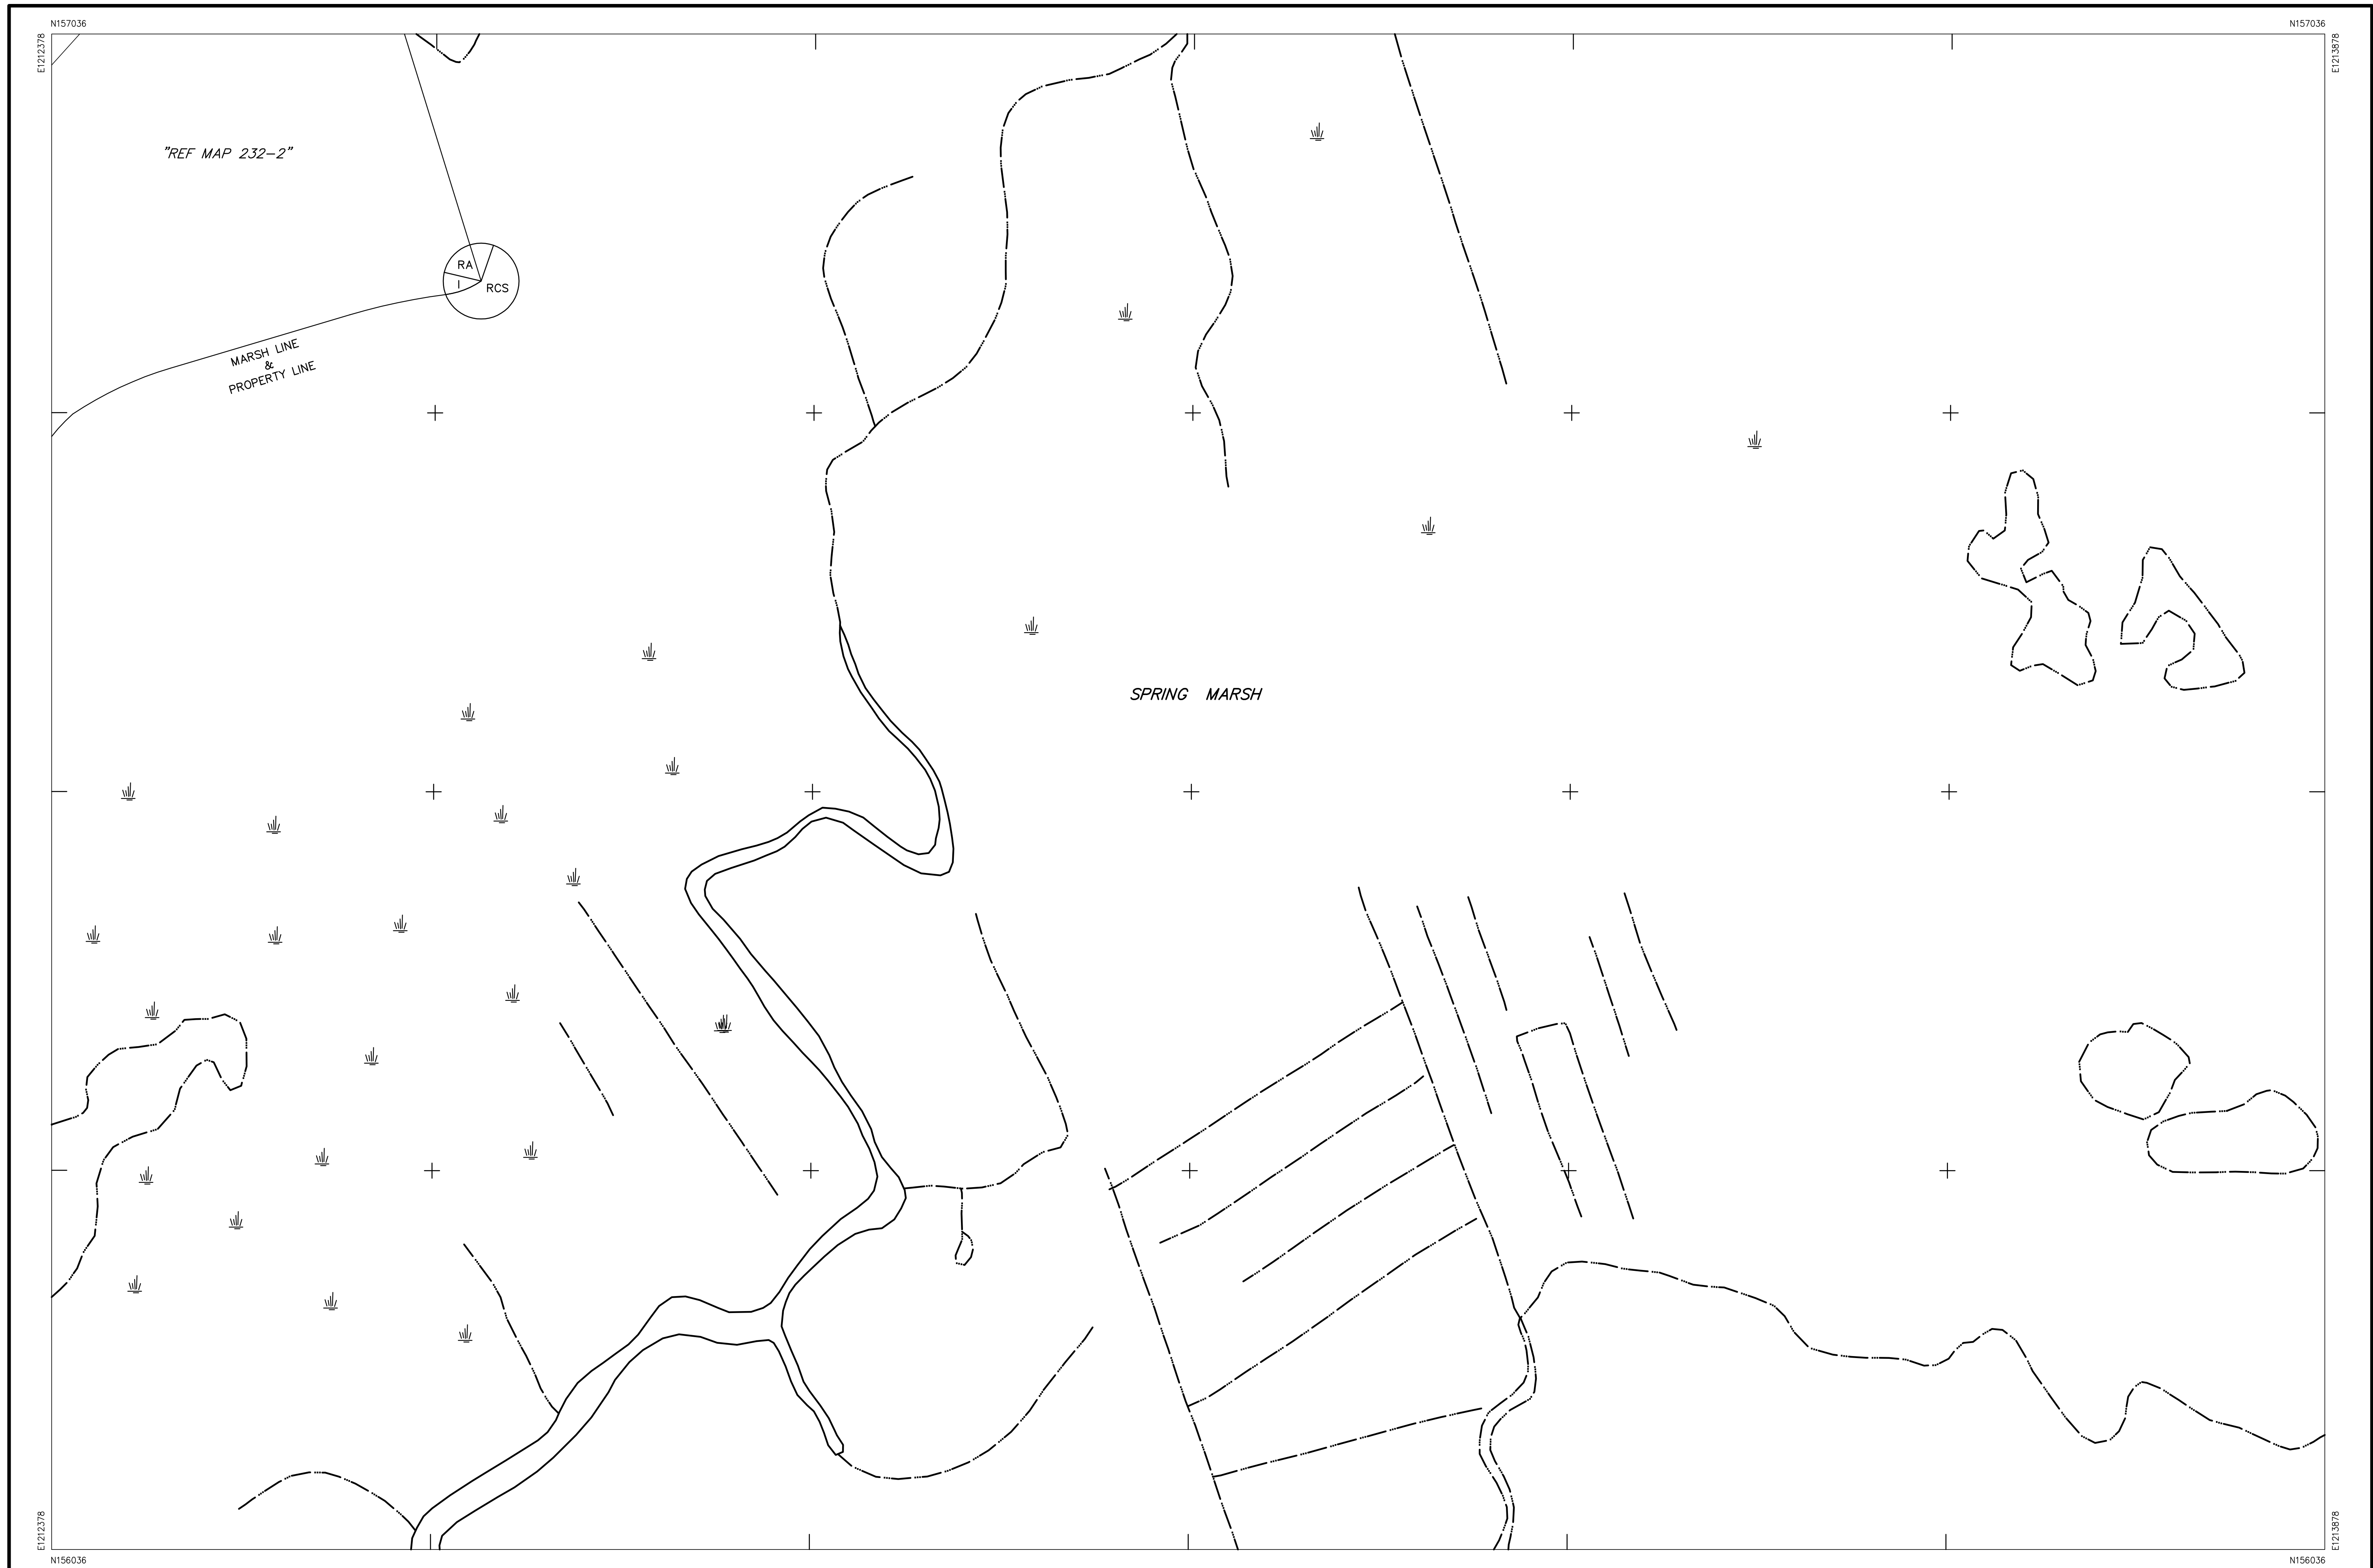 N157036
N157036
E1212378
E1213878
"REF MAP 232-2"
RA
I
RCS
MARSH LINE
&
PROPERTY LINE
SPRING MARSH
E1212378
E1213878
N156036
N156036